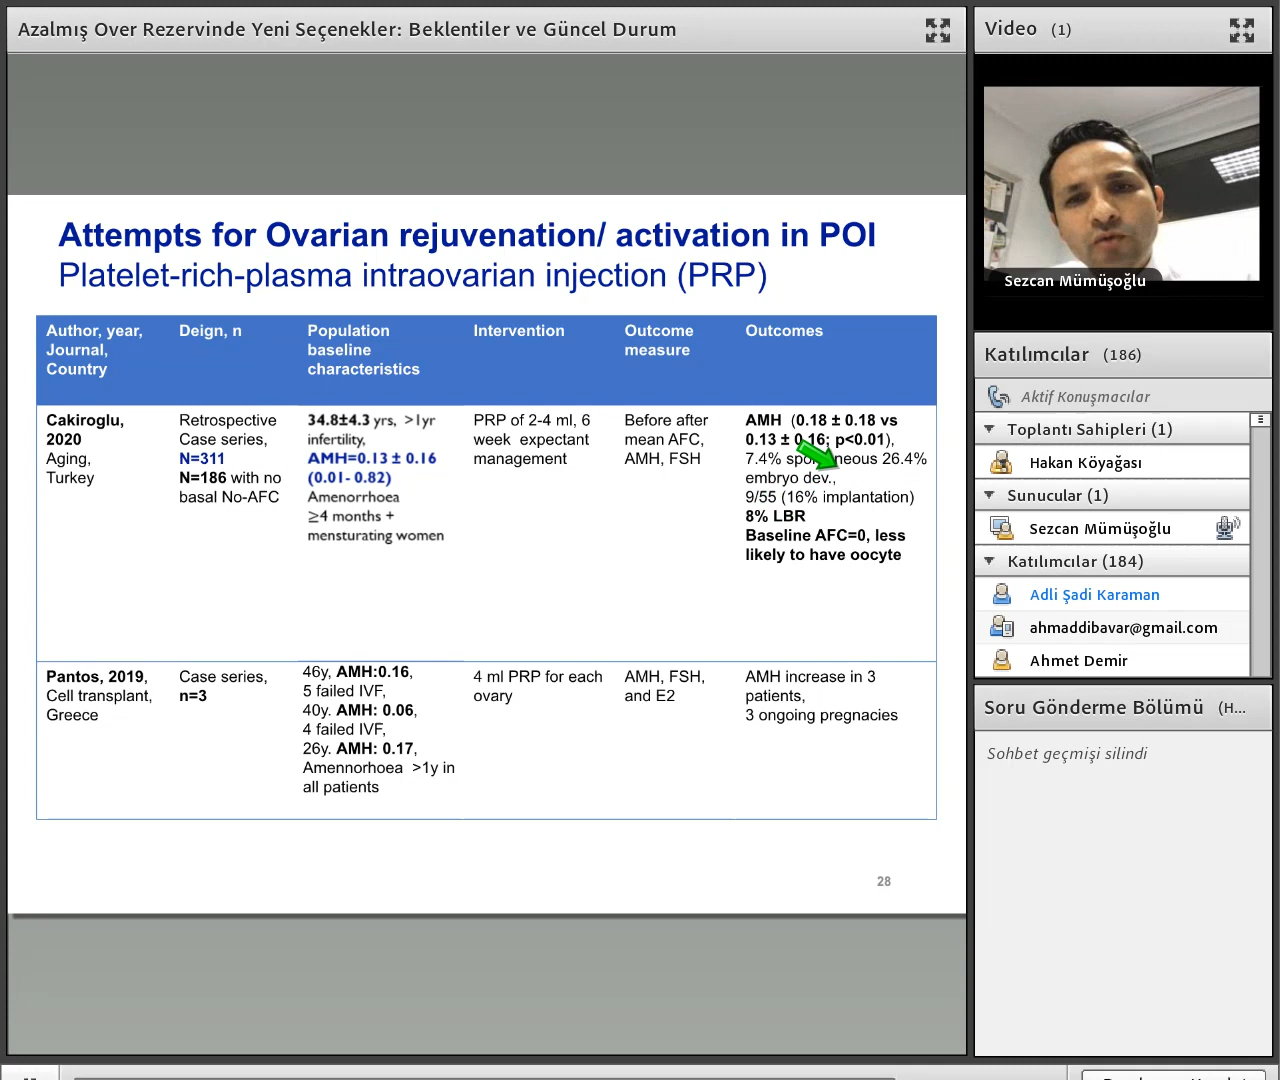 Azalmış Over Rezervinde Yeni Seçenekler: Beklentiler ve Güncel Durum
Attempts for Ovarian rejuvenation/ activation in POI
Platelet-rich-plasma intraovarian injection (PRP)
Author, year,
Journal,
Country
Deign, n
Population
baseline
characteristics
Intervention
Outcome
measure
Outcomes
Cakiroglu,
2020
Aging,
Turkey
Retrospective
Case series,
N=311
N=186 with no
basal No-AFC
34.8±4.3 yrs, >1yr
infertility,
AMH=0.13 ± 0.16
(0.01- 0.82)
Amenorrhoea
≥4 months +
mensturating women
PRP of 2-4 ml, 6
week expectant
management
Before after
mean AFC,
AMH, FSH
AMH (0.18 ± 0.18 vs
0.13 ± 0.16; p<0.01),
7.4% spontaneous 26.4%
embryo dev.,
9/55 (16% implantation)
8% LBR
Baseline AFC=0, less
likely to have oocyte
Pantos, 2019,
Cell transplant,
Greece
Case series,
n=3
46y, AMH:0.16,
5 failed IVF,
40y. AMH: 0.06,
4 failed IVF,
26y. AMH: 0.17,
Amennorhoea >1y in
all patients
4 ml PRP for each
ovary
AMH, FSH,
and E2
AMH increase in 3
patients,
3 ongoing pregnancies
28
Video (1)
Sezcan Mümüşoğlu
Katılımcılar (186)
Aktif Konuşmacılar
Toplantı Sahipleri (1)
Hakan Köyağası
Sunucular (1)
Sezcan Mümüşoğlu
Katılımcılar (184)
Adli Şadi Karaman
ahmaddibavar@gmail.com
Ahmet Demir
Soru Gönderme Bölümü (H...
Sohbet geçmişi silindi